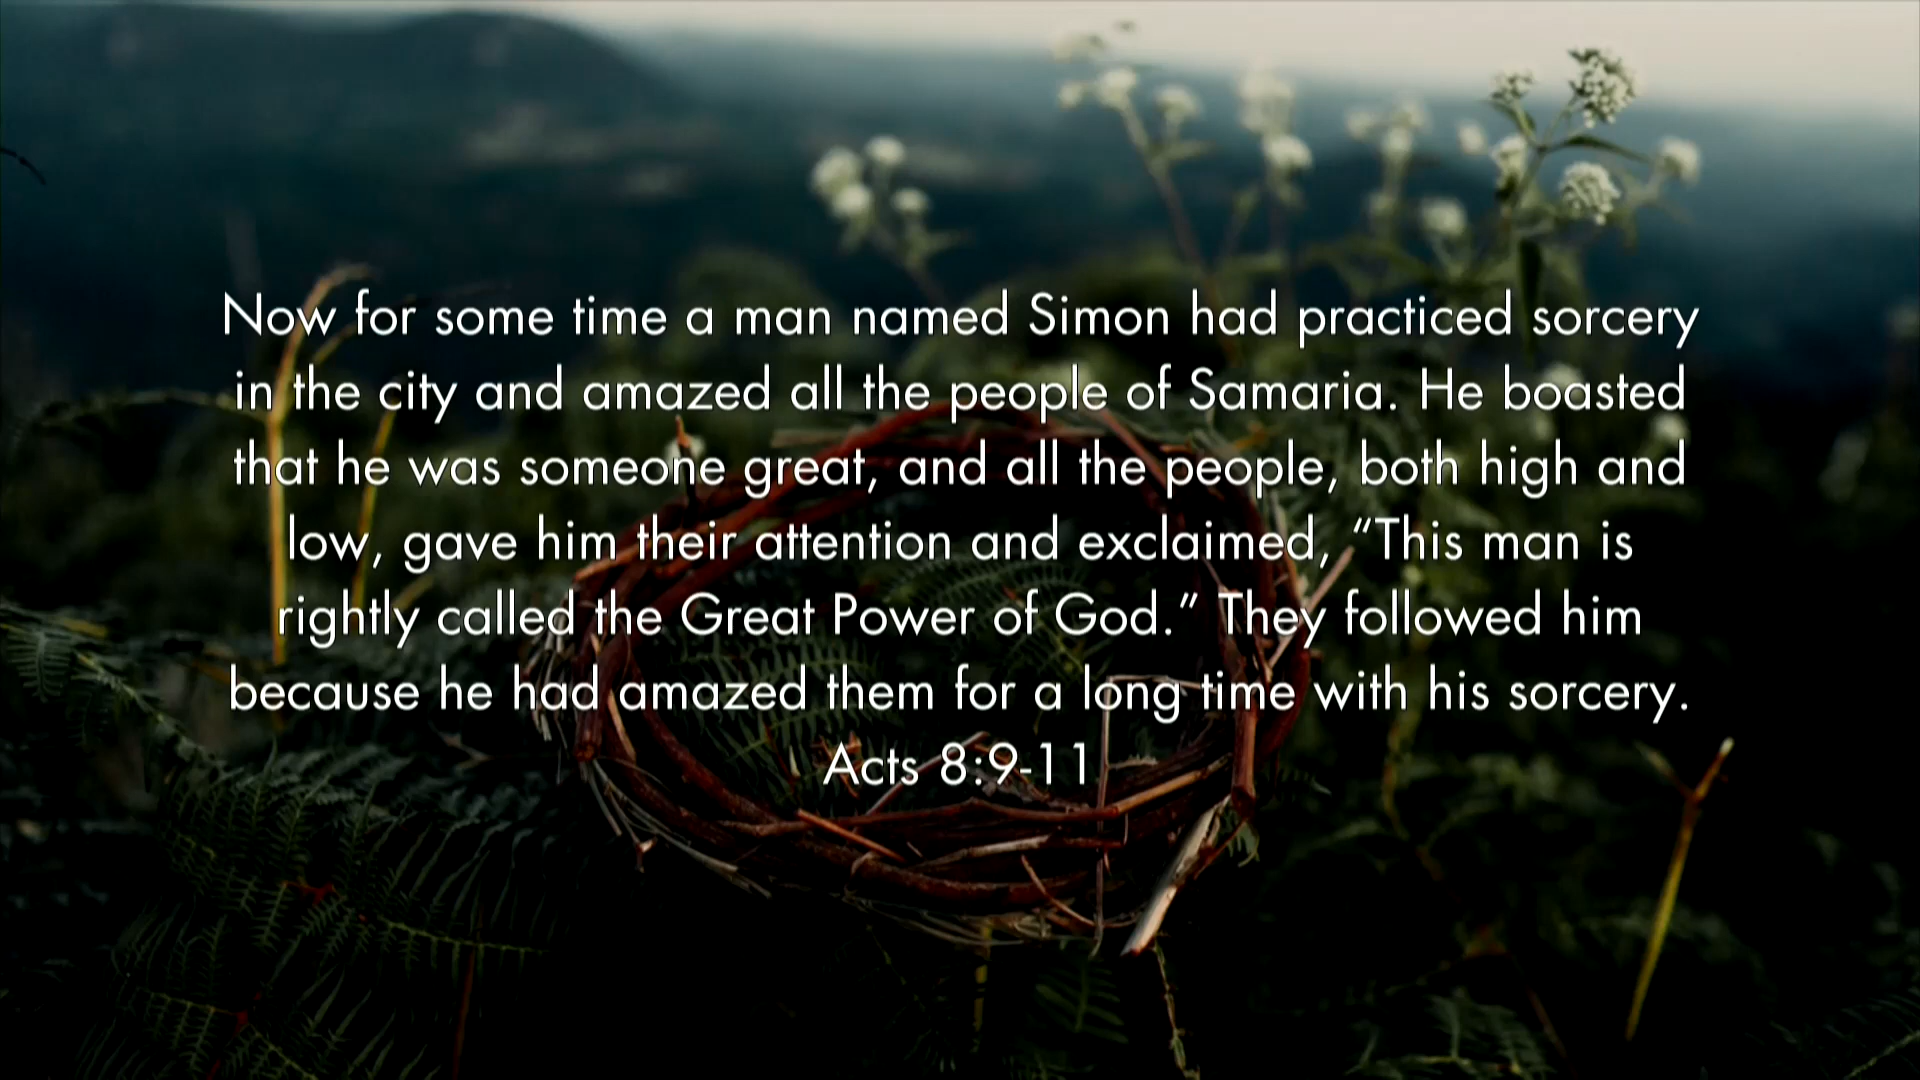 Now for some time a man named Simon had practiced sorcery
in the city and amazed all the people of Samaria. He boasted
that he was someone great, and all the people, both high and
low, gave him their attention and exclaimed, “This man is
rightly called the Great Power of God.” They followed him
because he had amazed them for a long time with his sorcery.
Acts 8:9-11